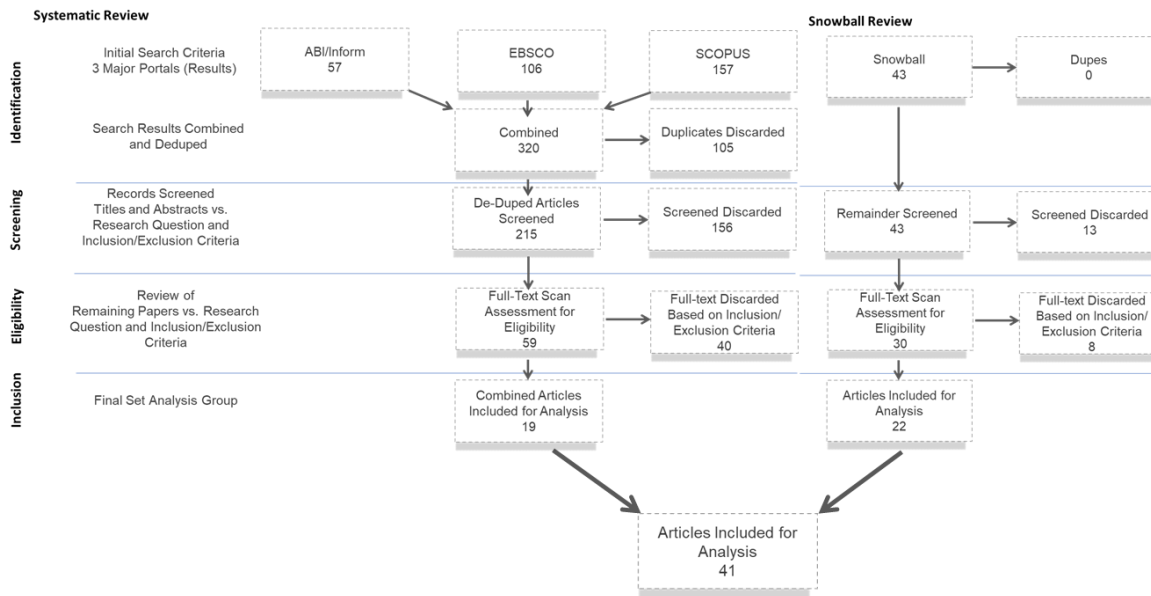 Systematic Review
Snowball Review
Identification
Initial Search Criteria
3 Major Portals (Results)
ABI/Inform
57
EBSCO
106
SCOPUS
157
Snowball
43
Dupes
0
Search Results Combined
and Deduped
Combined
320
Duplicates Discarded
105
Screening
Records Screened
Titles and Abstracts vs.
Research Question and
Inclusion/Exclusion Criteria
De-Duped Articles
Screened
215
Screened Discarded
156
Remainder Screened
43
Screened Discarded
13
Eligibility
Review of
Remaining Papers vs. Research
Question and Inclusion/Exclusion
Criteria
Full-Text Scan
Assessment for
Eligibility
59
Full-text Discarded
Based on Inclusion/
Exclusion Criteria
40
Full-Text Scan
Assessment for
Eligibility
30
Full-text Discarded
Based on Inclusion/
Exclusion Criteria
8
Inclusion
Final Set Analysis Group
Combined Articles
Included for Analysis
19
Articles Included for
Analysis
22
Articles Included for
Analysis
41